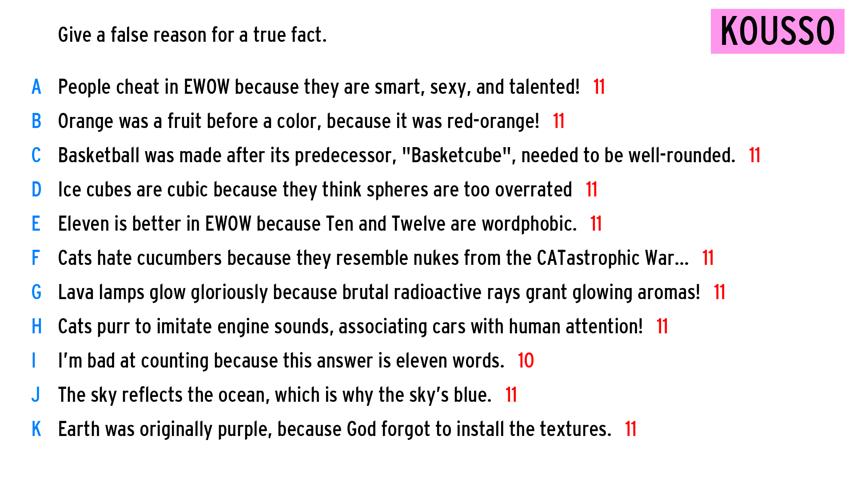 Give a false reason for a true fact.
KOUSSO
A People cheat in EWOW because they are smart, sexy, and talented! 11
B Orange was a fruit before a color, because it was red-orange! 11
C Basketball was made after its predecessor, "Basketcube", needed to be well-rounded. 11
D Ice cubes are cubic because they think spheres are too overrated 11
E Eleven is better in EWOW because Ten and Twelve are wordphobic. 11
F Cats hate cucumbers because they resemble nukes from the CATastrophic War... 11
G Lava lamps glow gloriously because brutal radioactive rays grant glowing aromas! 11
H Cats purr to imitate engine sounds, associating cars with human attention! 11
I I'm bad at counting because this answer is eleven words. 10
J The sky reflects the ocean, which is why the sky's blue. 11
K Earth was originally purple, because God forgot to install the textures. 11